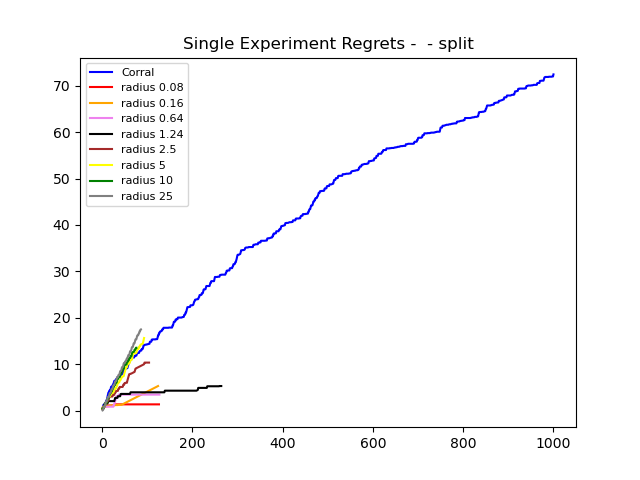 Single Experiment Regrets -  - split
Corral
radius 0.08
radius 0.16
radius 0.64
radius 1.24
radius 2.5
radius 5
radius 10
radius 25
70
60
50
40
30
20
10
0
0 200 400 600 800 1000